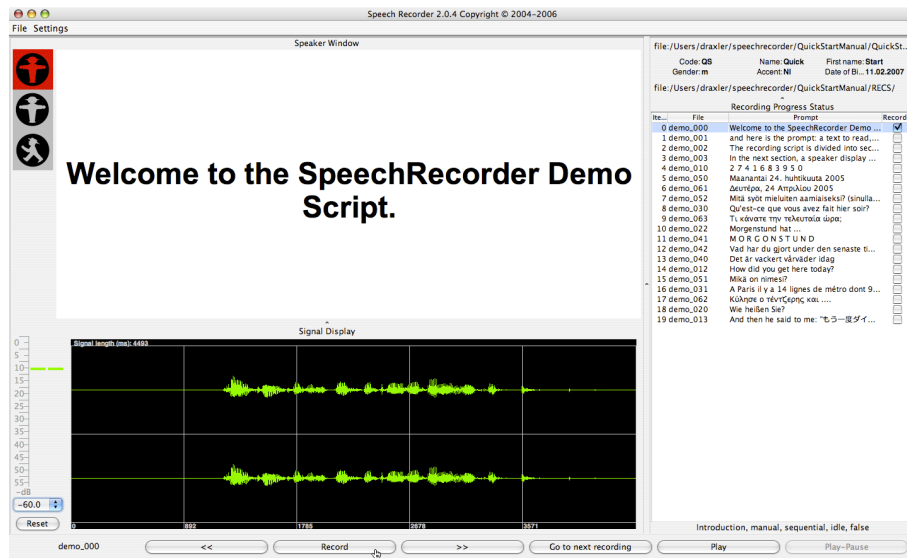 Speech Recorder 2.0.4 Copyright © 2004-2006
File Settings
Speaker Window
Welcome to the SpeechRecorder Demo
Script.
Signal Display
0
5
10
15
20
25
30
35
40
45
50
55
-dB
-60.0
Reset
Signal length (ms): 4493
0 892 1785 2678 3571
file:/Users/draxler/speechrecorder/QuickStartManual/QuickSt...
Code: QS Name: Quick First name: Start
Gender: m Accent: NI Date of Bi... 11.02.2007
file:/Users/draxler/speechrecorder/QuickStartManual/RECS/
Recording Progress Status
Ite... File Prompt Record
0 demo_000 Welcome to the SpeechRecorder Demo ...
1 demo_001 and here is the prompt: a text to read,...
2 demo_002 The recording script is divided into sec...
3 demo_003 In the next section, a speaker display ...
4 demo_010 2 7 4 1 6 8 3 9 5 0
5 demo_050 Maanantai 24. huhtikuuta 2005
6 demo_061 Δευτέρα, 24 Απριλίου 2005
7 demo_052 Mitä syöt mieluiten aamiaiseksi? (sinulla...
8 demo_030 Qu'est-ce que vous avez fait hier soir?
9 demo_063 Τι κάνατε την τελευταία ώρα;
10 demo_022 Morgenstund hat ...
11 demo_041 M O R G O N S T U N D
12 demo_042 Vad har du gjort under den senaste ti...
13 demo_040 Det är vackert vårväder idag
14 demo_012 How did you get here today?
15 demo_051 Mikä on nimesi?
16 demo_031 A Paris il y a 14 lignes de métro dont 9...
17 demo_062 Κύλησε ο τέντζερης και ....
18 demo_020 Wie heißen Sie?
19 demo_013 And then he said to me: "もう一度ダイ...
Introduction, manual, sequential, idle, false
demo_000 << Record >> Go to next recording Play Play-Pause